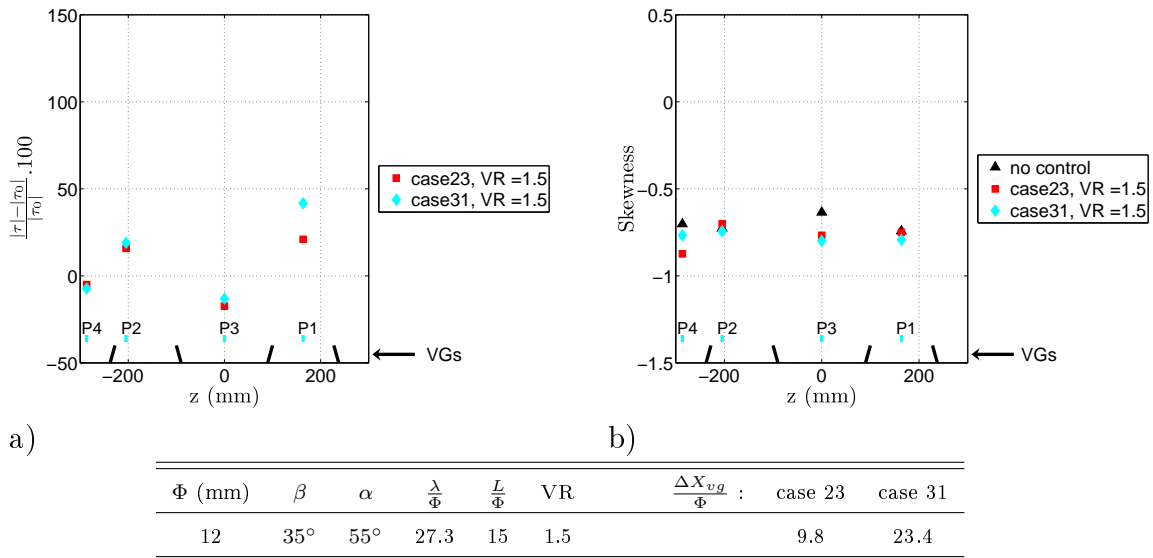 150
100
50
0
−50
|τ|−|τ₀| / |τ₀| .100
P4 P2 P3 P1
−200 0 200
z (mm)
VGs
case23, VR =1.5
case31, VR =1.5
a)
0.5
0
−0.5
−1
−1.5
Skewness
P4 P2 P3 P1
−200 0 200
z (mm)
VGs
no control
case23, VR =1.5
case31, VR =1.5
b)
Φ (mm) β α λ/Φ L/Φ VR ΔX_vg/Φ : case 23 case 31
12 35° 55° 27.3 15 1.5 9.8 23.4